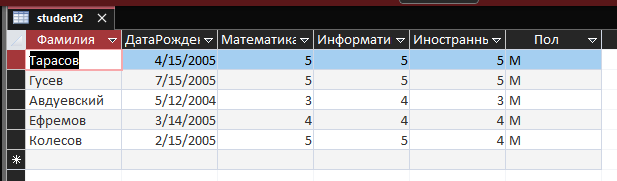 student2
Фамилия ДатаРожден Математика Информати Иностранны Пол
Тарасов 4/15/2005 5 5 5 М
Гусев 7/15/2005 5 5 5 М
Авдуевский 5/12/2004 3 4 3 М
Ефремов 3/14/2005 4 4 4 М
Колесов 2/15/2005 5 5 4 М